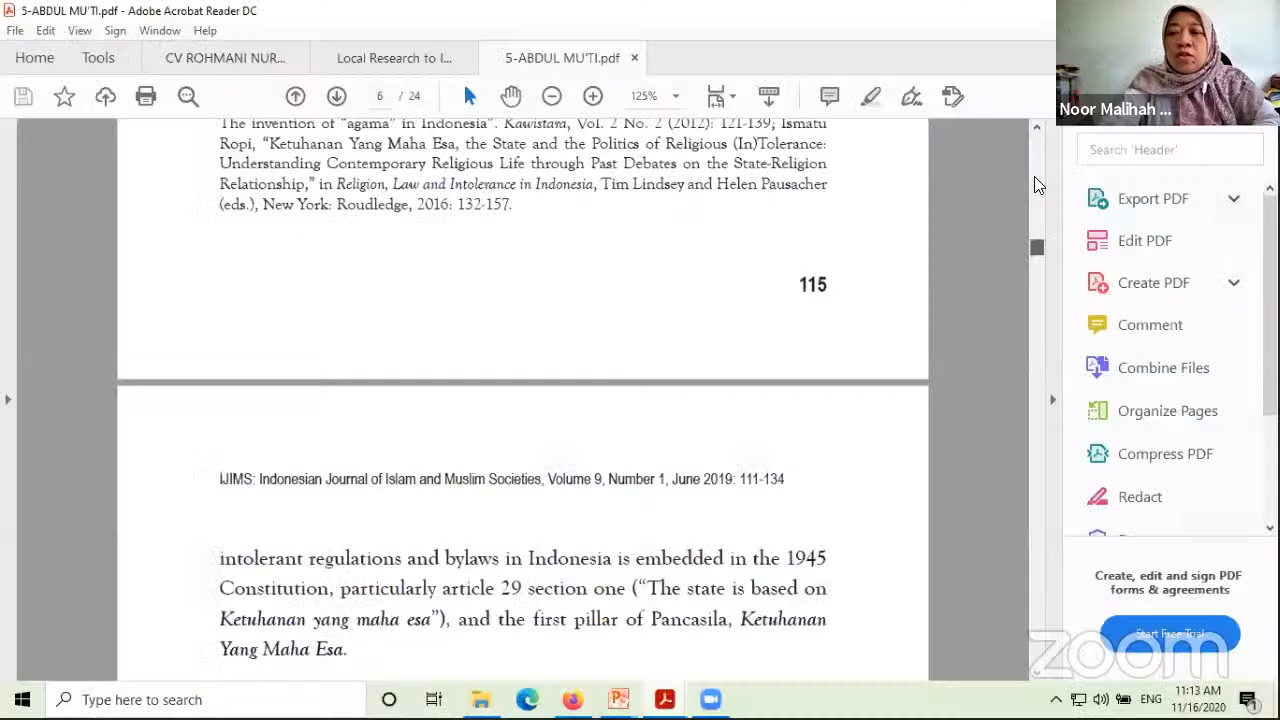 5-ABDUL MU'TI.pdf - Adobe Acrobat Reader DC
File Edit View Sign Window Help
Home Tools CV ROHMANI NUR... Local Research to I... 5-ABDUL MU'TI.pdf ×
6 / 24 125%
The invention of "agama" in Indonesia". Kawistara, Vol. 2 No. 2 (2012): 121-139; Ismatu
Ropi, "Ketuhanan Yang Maha Esa, the State and the Politics of Religious (In)Tolerance:
Understanding Contemporary Religious Life through Past Debates on the State-Religion
Relationship," in Religion, Law and Intolerance in Indonesia, Tim Lindsey and Helen Pausacher
(eds.), New York: Roudledge, 2016: 132-157.
115
IJIMS: Indonesian Journal of Islam and Muslim Societies, Volume 9, Number 1, June 2019: 111-134
intolerant regulations and bylaws in Indonesia is embedded in the 1945
Constitution, particularly article 29 section one ("The state is based on
Ketuhanan yang maha esa"), and the first pillar of Pancasila, Ketuhanan
Yang Maha Esa.
Noor Malihah ...
Search 'Header'
Export PDF
Edit PDF
Create PDF
Comment
Combine Files
Organize Pages
Compress PDF
Redact
Create, edit and sign PDF
forms & agreements
Start Free Trial
zoom
Type here to search
ENG
11:13 AM
11/16/2020
1